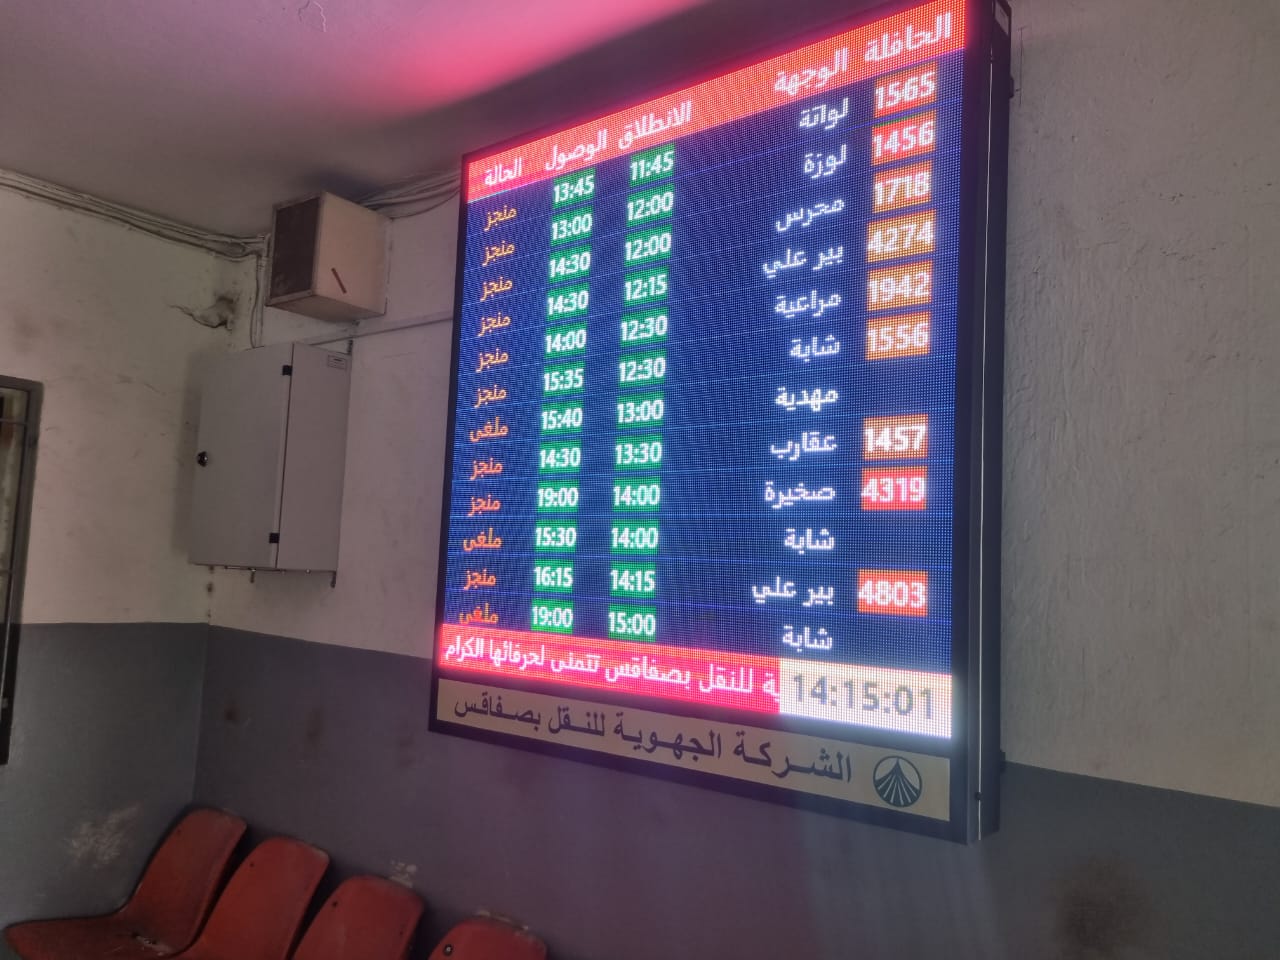 الحافلة الوجهة الانطلاق الوصول الحالة
1565 لواتة 11:45 13:45 منجز
1456 لوزة 12:00 13:00 منجز
1718 محرس 12:00 14:30 منجز
4274 بير علي 12:15 14:30 منجز
1942 مراعية 12:30 14:00 منجز
1556 شابة 12:30 15:35 منجز
مهدية 13:00 15:40 ملغى
1457 عقارب 13:30 14:30 منجز
4319 صخيرة 14:00 19:00 منجز
شابة 14:00 15:30 ملغى
4803 بير علي 14:15 16:15 منجز
شابة 15:00 19:00 ملغى
14:15:01 ية للنقل بصفاقس تتمنى لحرفائها الكرام
الشركة الجهوية للنقل بصفاقس